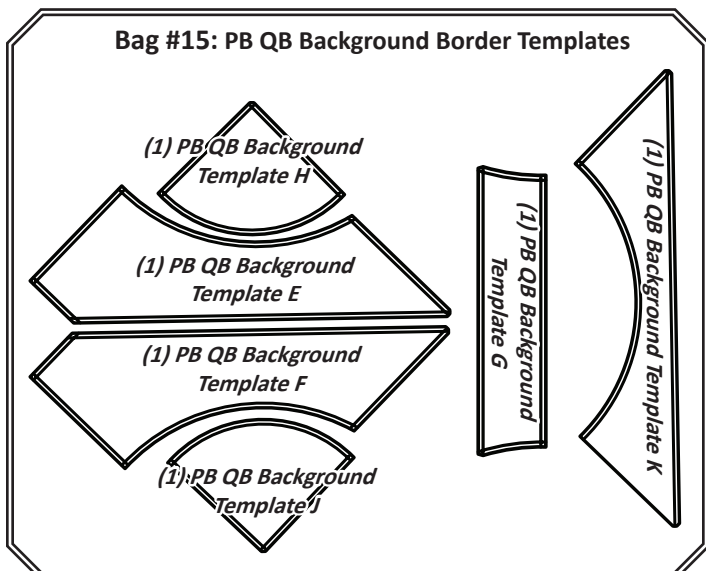 Bag #15: PB QB Background Border Templates
(1) PB QB Background
Template H
(1) PB QB Background
Template E
(1) PB QB Background
Template F
(1) PB QB Background
Template J
(1) PB QB Background
Template G
(1) PB QB Background Template K